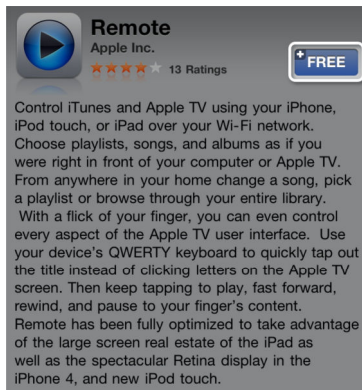 Remote
Apple Inc.
13 Ratings
FREE
Control iTunes and Apple TV using your iPhone,
iPod touch, or iPad over your Wi-Fi network.
Choose playlists, songs, and albums as if you
were right in front of your computer or Apple TV.
From anywhere in your home change a song, pick
a playlist or browse through your entire library.
With a flick of your finger, you can even control
every aspect of the Apple TV user interface. Use
your device's QWERTY keyboard to quickly tap out
the title instead of clicking letters on the Apple TV
screen. Then keep tapping to play, fast forward,
rewind, and pause to your finger's content.
Remote has been fully optimized to take advantage
of the large screen real estate of the iPad as
well as the spectacular Retina display in the
iPhone 4, and new iPod touch.